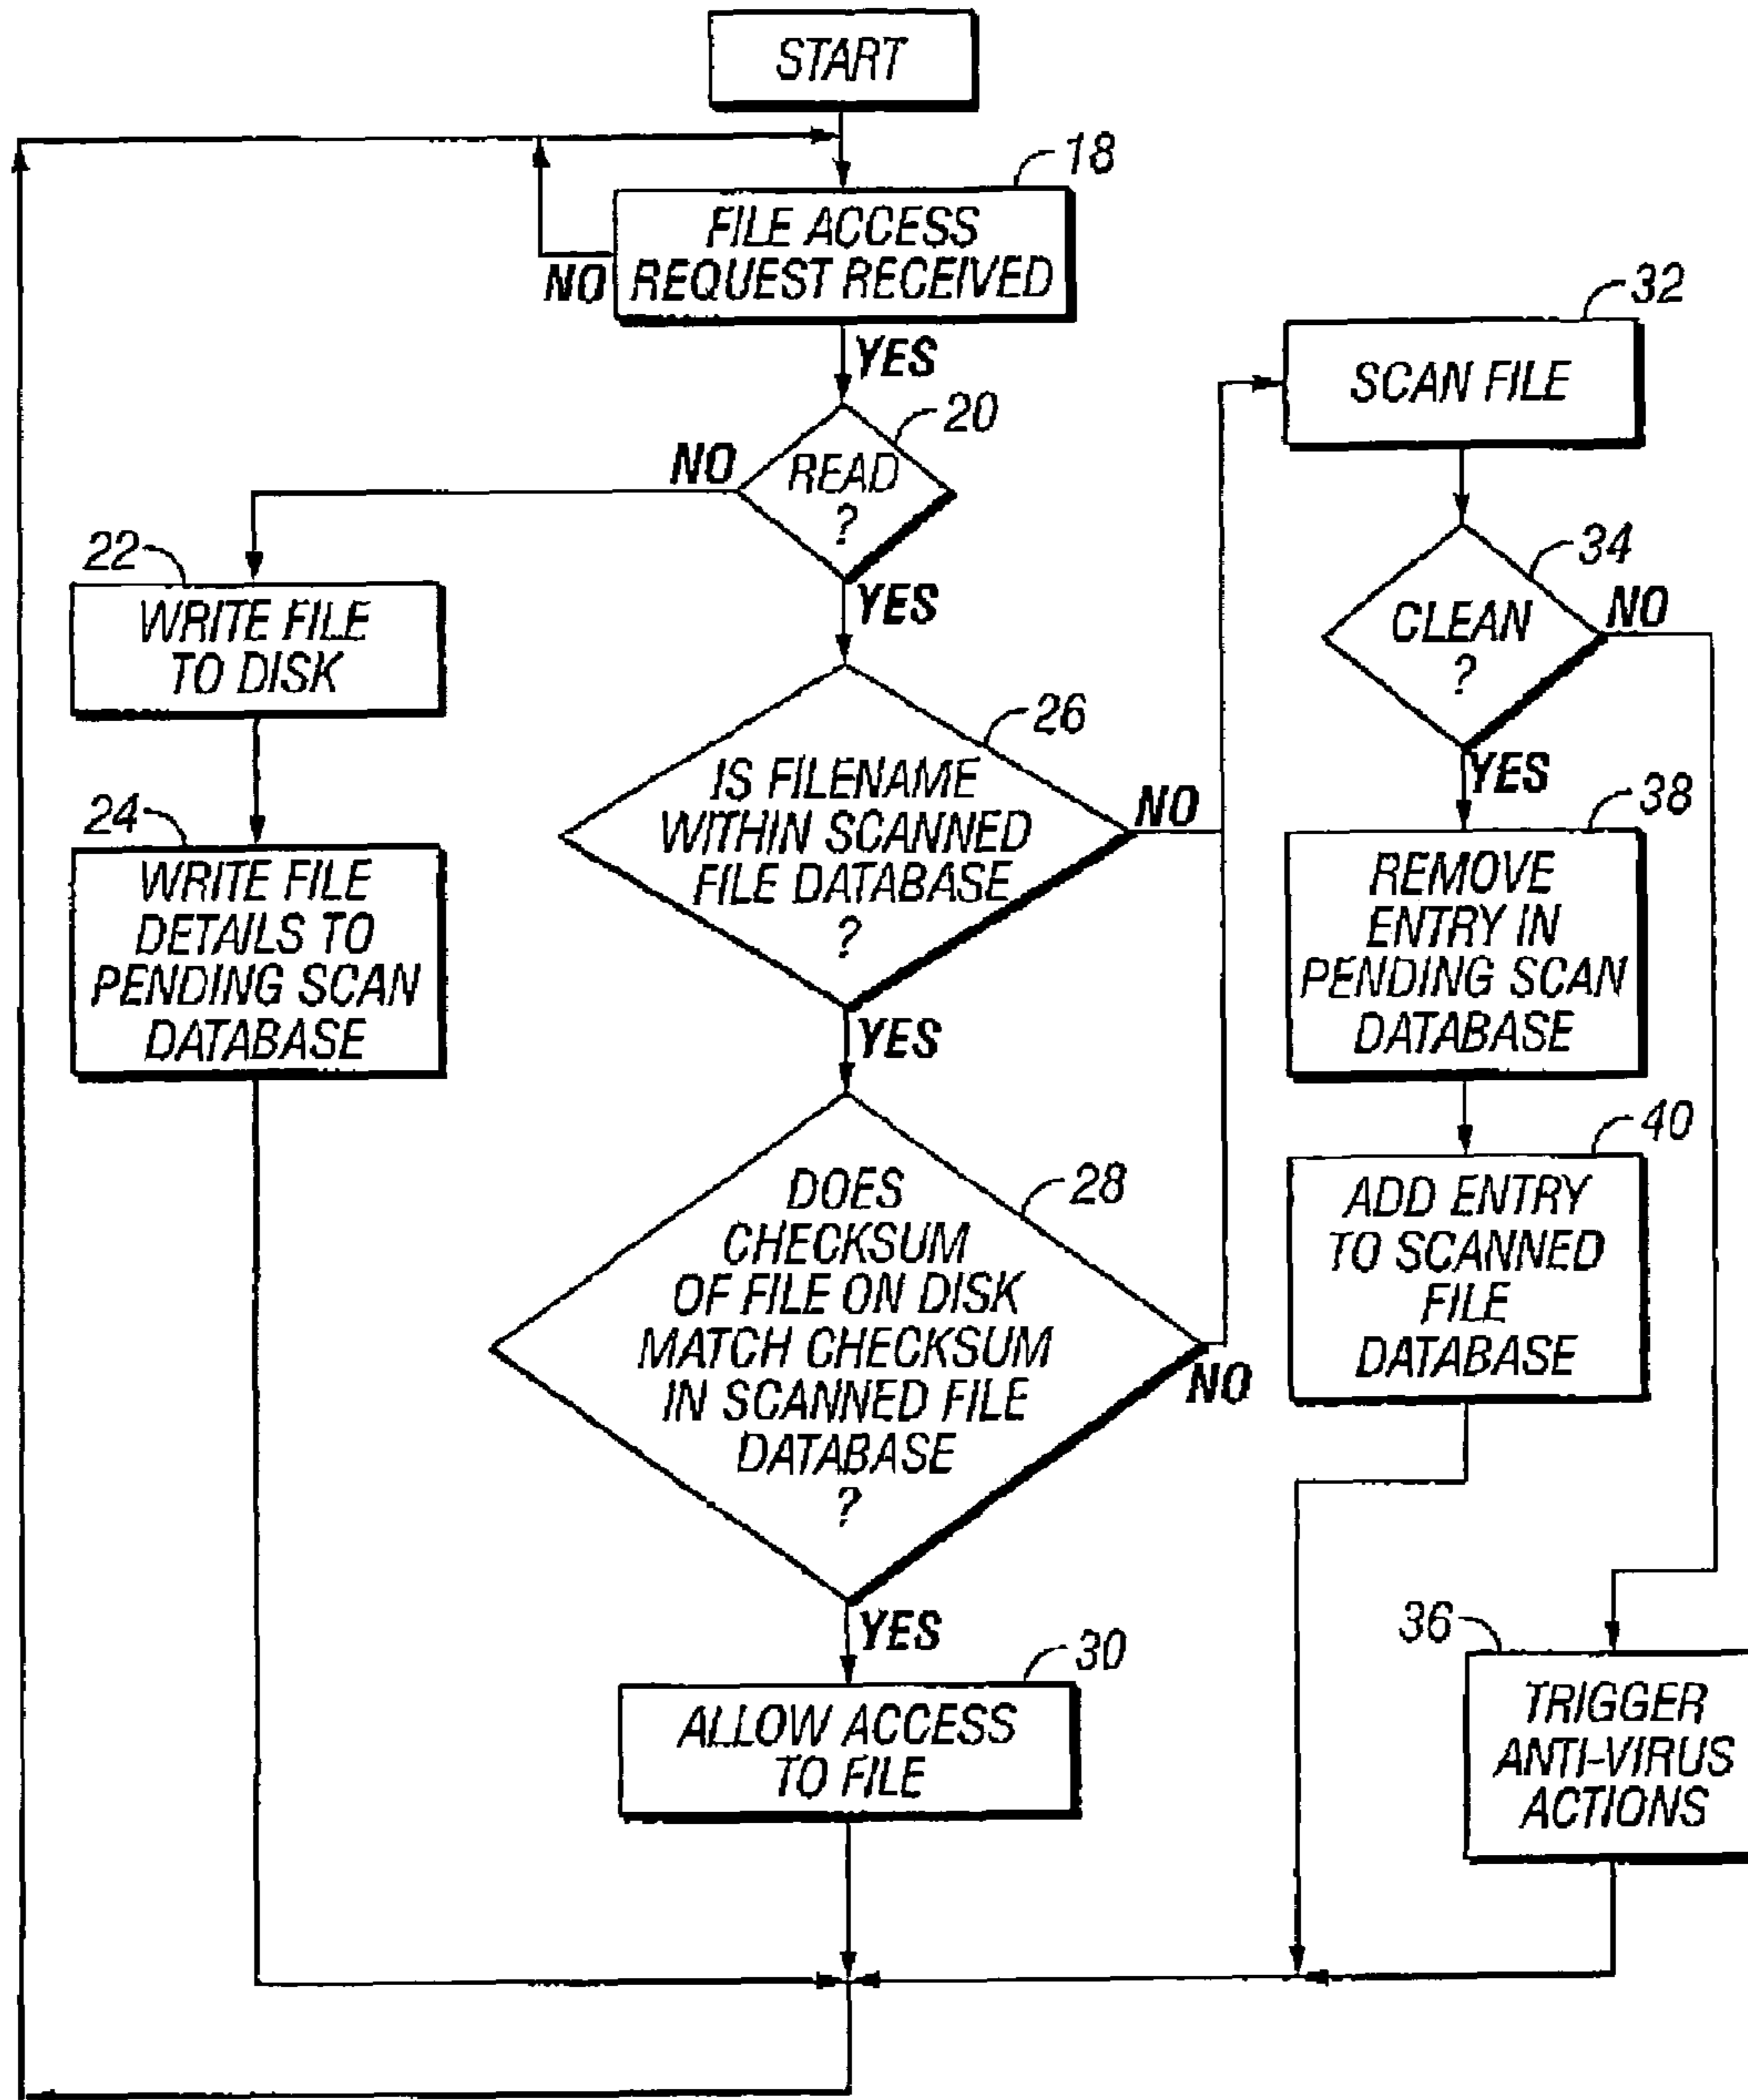 START
18
FILE ACCESS
REQUEST RECEIVED
NO
YES
20
READ
?
NO
YES
22
WRITE FILE
TO DISK
24
WRITE FILE
DETAILS TO
PENDING SCAN
DATABASE
26
IS FILENAME
WITHIN SCANNED
FILE DATABASE
?
NO
YES
28
DOES
CHECKSUM
OF FILE ON DISK
MATCH CHECKSUM
IN SCANNED FILE
DATABASE
?
NO
YES
30
ALLOW ACCESS
TO FILE
32
SCAN FILE
34
CLEAN
?
NO
YES
38
REMOVE
ENTRY IN
PENDING SCAN
DATABASE
40
ADD ENTRY
TO SCANNED
FILE
DATABASE
36
TRIGGER
ANTI-VIRUS
ACTIONS